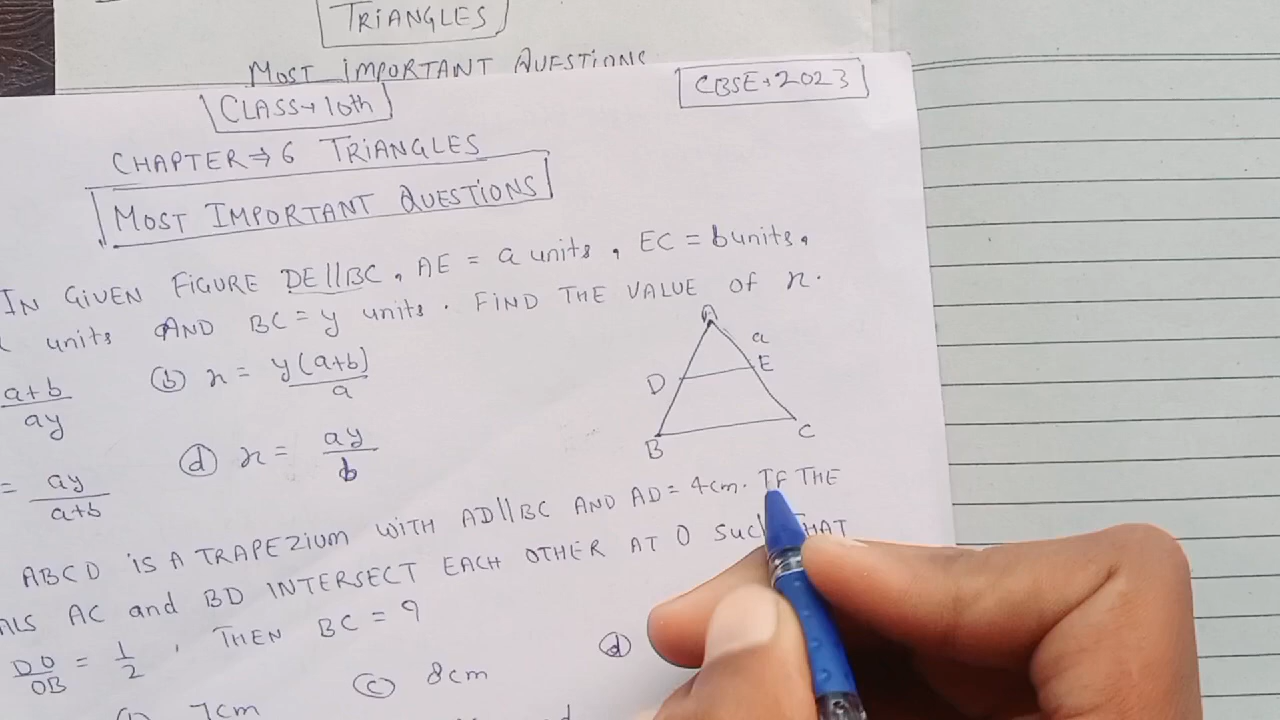 TRIANGLES
MOST IMPORTANT QUESTIONS
CLASS→10th
CBSE→2023
CHAPTER⇒6 TRIANGLES
MOST IMPORTANT QUESTIONS
IN GIVEN FIGURE DE||BC, AE = a units, EC = b units,
units AND BC = y units. FIND THE VALUE OF x.
a+b/ay
(b) x = y(a+b)/a
= ay/a+b
(d) x = ay/b
A
a
D
E
B
C
ABCD IS A TRAPEZIUM WITH AD||BC AND AD = 4cm. IF THE
ALS AC and BD INTERSECT EACH OTHER AT O SUCH THAT
DO/OB = 1/2, THEN BC = ?
7cm
(c) 8cm
(d)